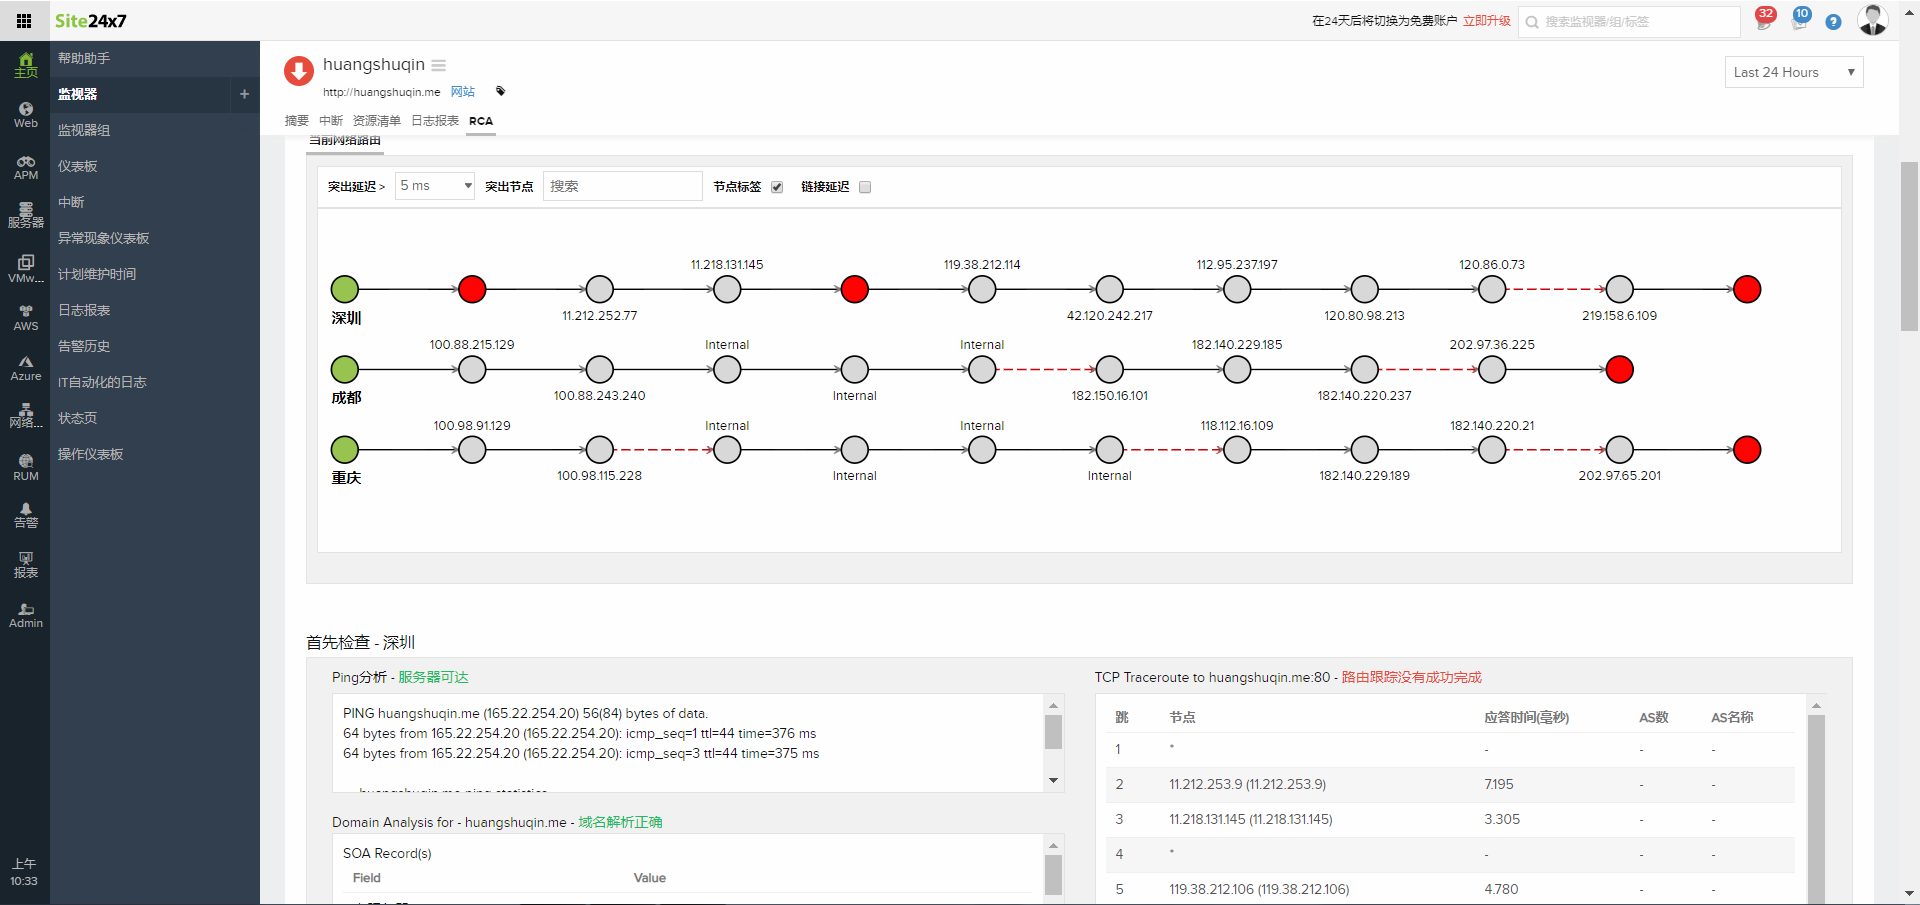 Site24x7
在24天后将切换为免费账户 立即升级
搜索监视器/组/标签
32
10
?
主页
Web
APM
服务器
VMw...
AWS
Azure
网络...
RUM
告警
报表
Admin
上午
10:33
帮助助手
监视器 +
监视器组
仪表板
中断
异常现象仪表板
计划维护时间
日志报表
告警历史
IT自动化的日志
状态页
操作仪表板
huangshuqin
http://huangshuqin.me 网站
Last 24 Hours
摘要 中断 资源清单 日志报表 RCA
当前网络路由
突出延迟 > 5 ms 突出节点 搜索 节点标签 链接延迟
11.218.131.145 119.38.212.114 112.95.237.197 120.86.0.73
深圳 11.212.252.77 42.120.242.217 120.80.98.213 219.158.6.109
100.88.215.129 Internal Internal 182.140.229.185 202.97.36.225
成都 100.88.243.240 Internal 182.150.16.101 182.140.220.237
100.98.91.129 Internal Internal 118.112.16.109 182.140.220.21
重庆 100.98.115.228 Internal Internal 182.140.229.189 202.97.65.201
首先检查 - 深圳
Ping分析 - 服务器可达
PING huangshuqin.me (165.22.254.20) 56(84) bytes of data.
64 bytes from 165.22.254.20 (165.22.254.20): icmp_seq=1 ttl=44 time=376 ms
64 bytes from 165.22.254.20 (165.22.254.20): icmp_seq=3 ttl=44 time=375 ms
huangshuqin.me ping statistics
Domain Analysis for - huangshuqin.me - 域名解析正确
SOA Record(s)
Field Value
TCP Traceroute to huangshuqin.me:80 - 路由跟踪没有成功完成
跳 节点 应答时间(毫秒) AS数 AS名称
1 * - - -
2 11.212.253.9 (11.212.253.9) 7.195 - -
3 11.218.131.145 (11.218.131.145) 3.305 - -
4 * - - -
5 119.38.212.106 (119.38.212.106) 4.780 - -